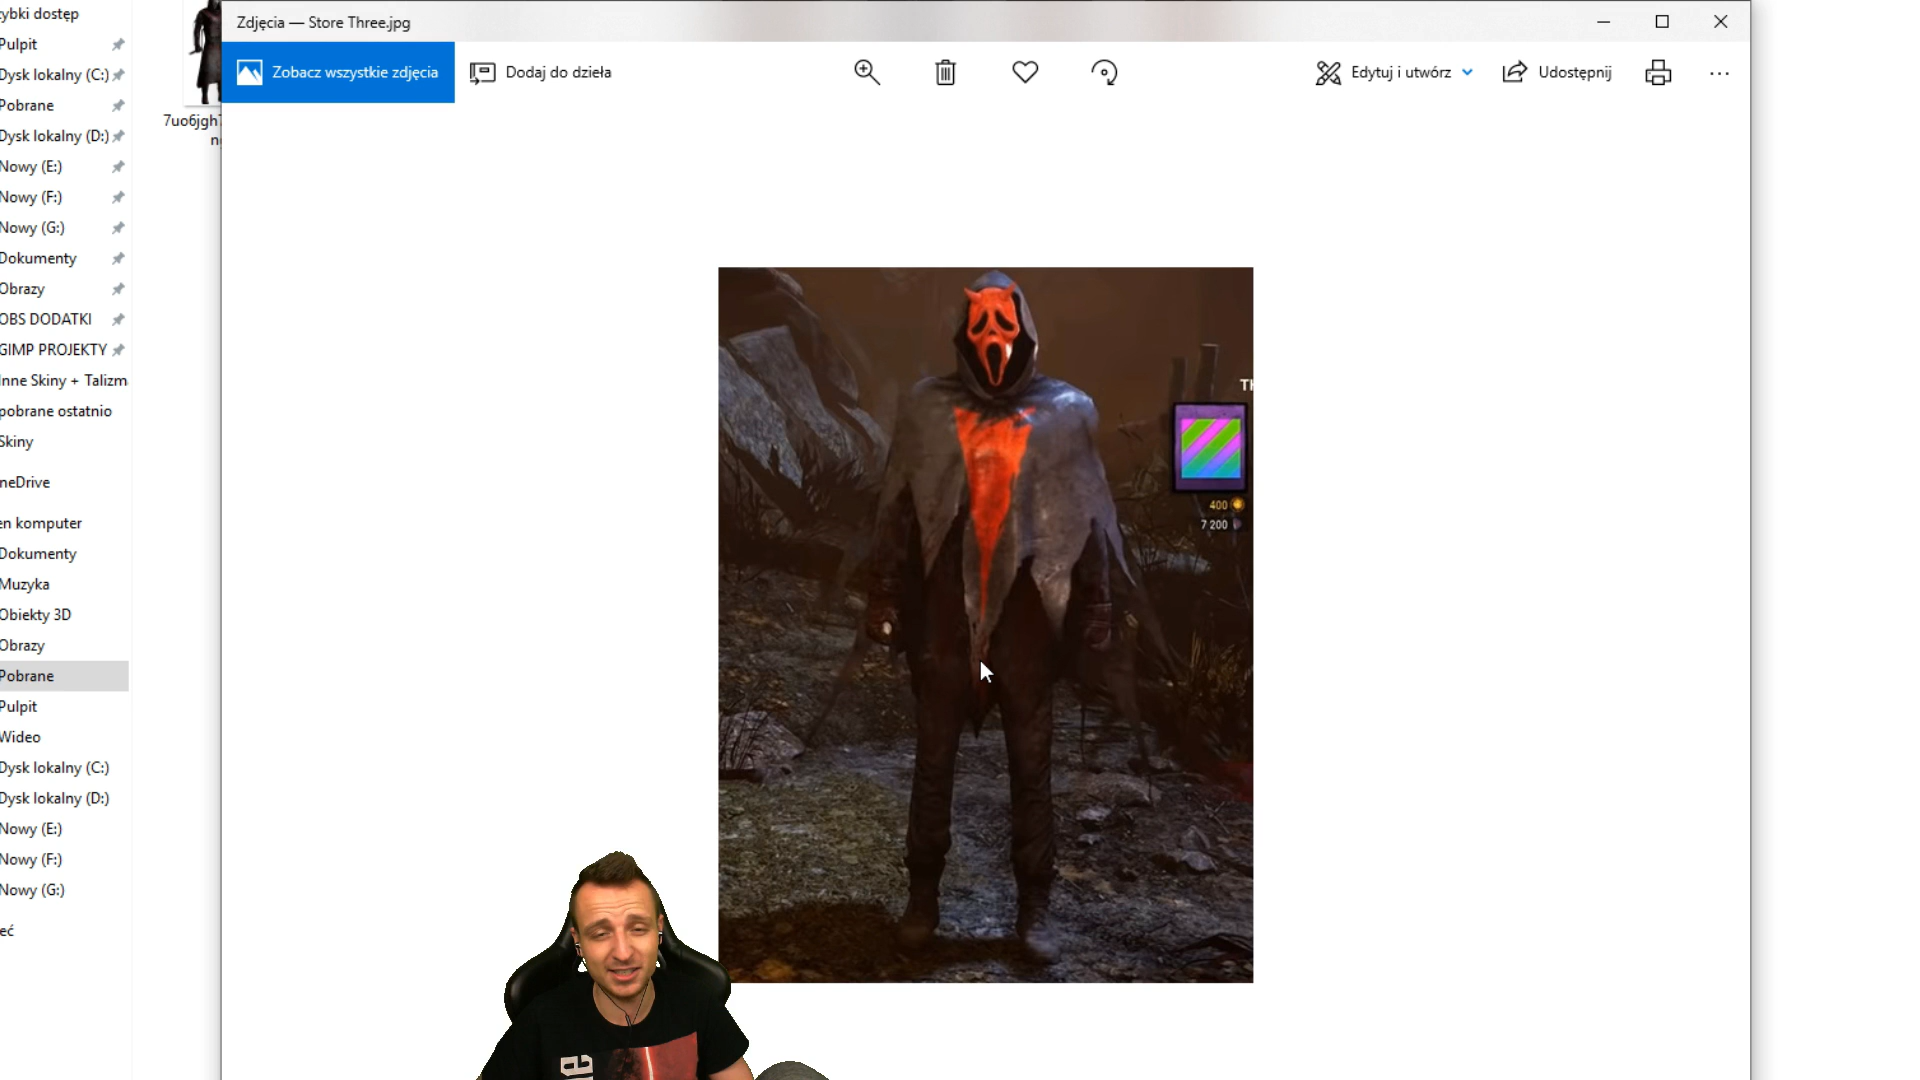 Zdjęcia — Store Three.jpg
Zobacz wszystkie zdjęcia
Dodaj do dzieła
Edytuj i utwórz
Udostępnij
ybki dostęp
Pulpit
Dysk lokalny (C:)
Pobrane
Dysk lokalny (D:)
Nowy (E:)
Nowy (F:)
Nowy (G:)
Dokumenty
Obrazy
OBS DODATKI
GIMP PROJEKTY
nne Skiny + Talizm
pobrane ostatnio
Skiny
neDrive
en komputer
Dokumenty
Muzyka
Obiekty 3D
Obrazy
Pobrane
Pulpit
Wideo
Dysk lokalny (C:)
Dysk lokalny (D:)
Nowy (E:)
Nowy (F:)
Nowy (G:)
eć
7uo6jgh
n
TH
400
7 200